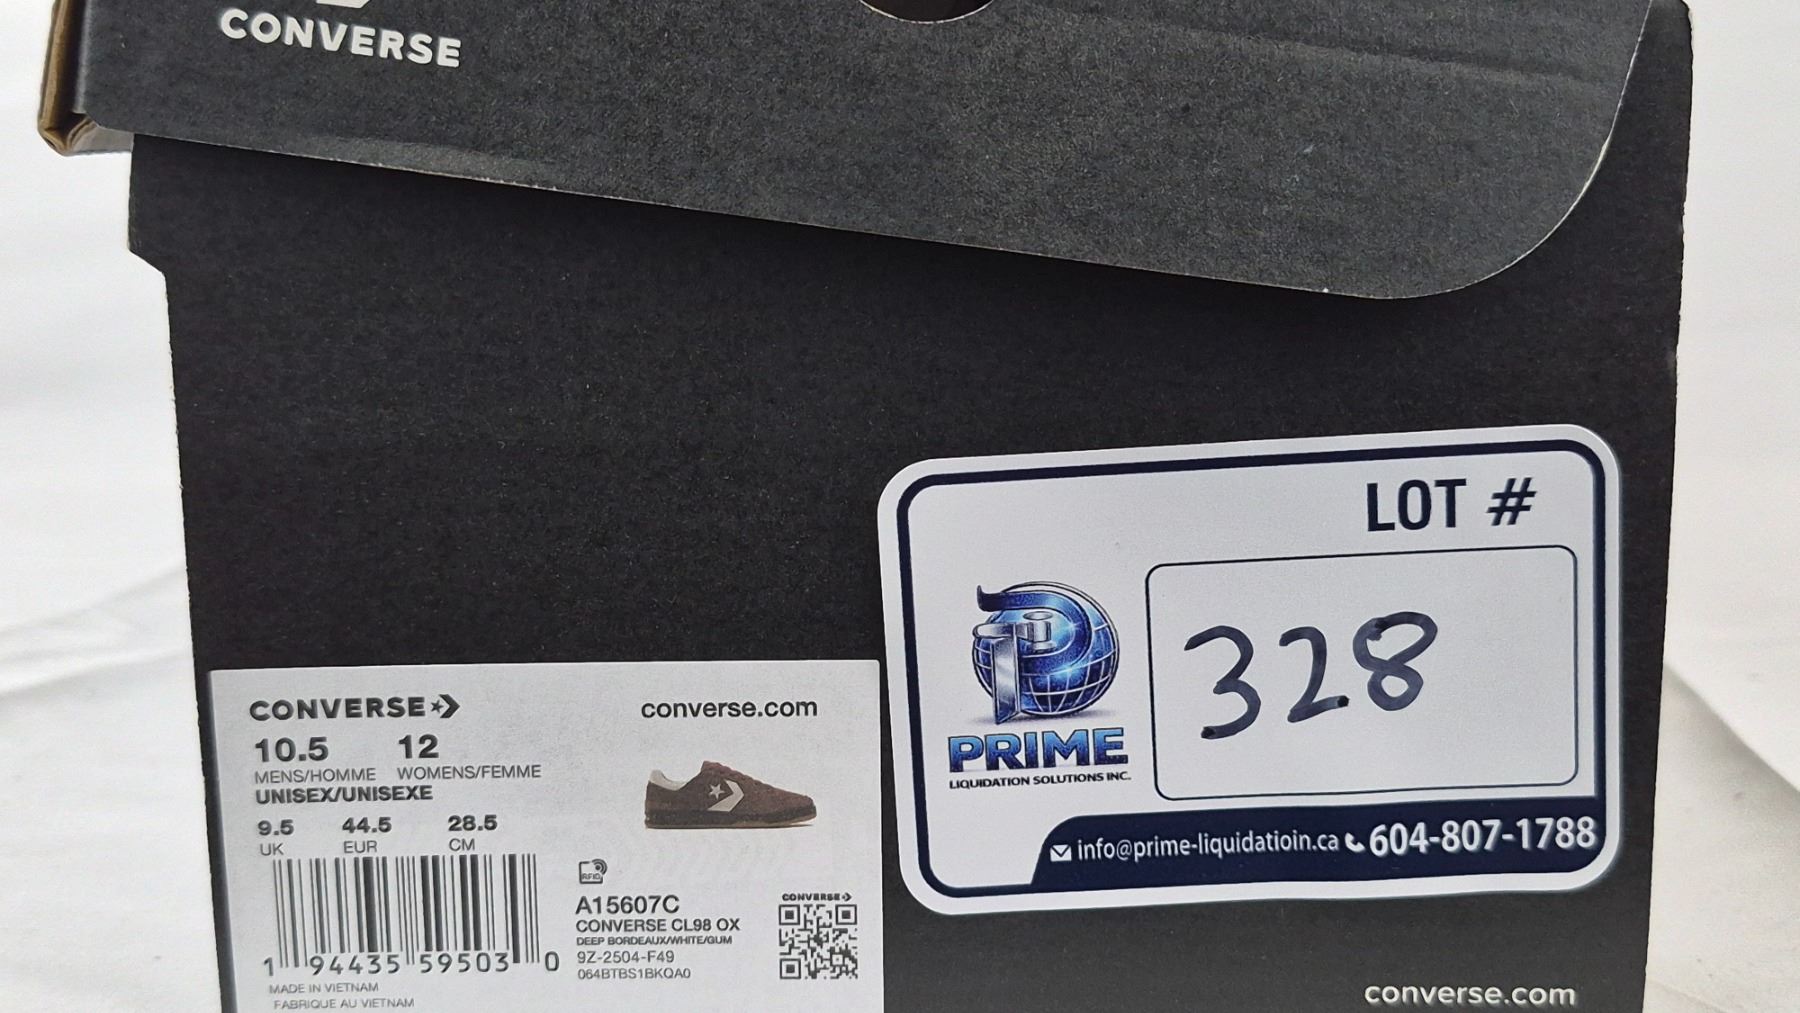 CONVERSE
LOT #
328
PRIME
LIQUIDATION SOLUTIONS INC.
info@prime-liquidatioin.ca 604-807-1788
CONVERSE
converse.com
10.5 12
MENS/HOMME WOMENS/FEMME
UNISEX/UNISEXE
9.5 44.5 28.5
UK EUR CM
RFID
A15607C
CONVERSE CL98 OX
DEEP BORDEAUX/WHITE/GUM
9Z-2504-F49
064BTBS1BKQA0
CONVERSE
1 94435 59503 0
MADE IN VIETNAM
FABRIQUE AU VIETNAM
converse.com